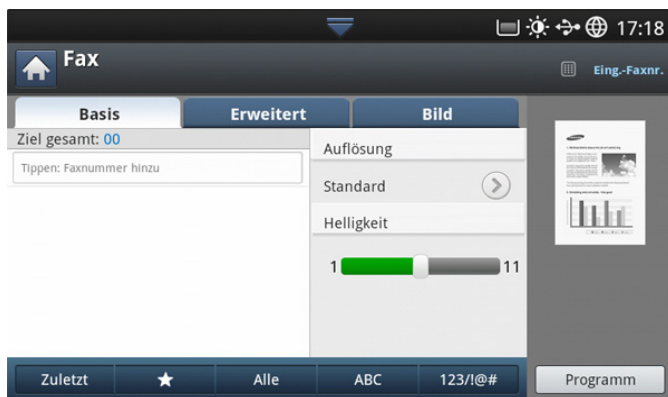 17:18
Fax
Eing.-Faxnr.
Basis Erweitert Bild
Ziel gesamt: 00
Tippen: Faxnummer hinzu
Auflösung
Standard
Helligkeit
1 11
Zuletzt ★ Alle ABC 123/!@# Programm